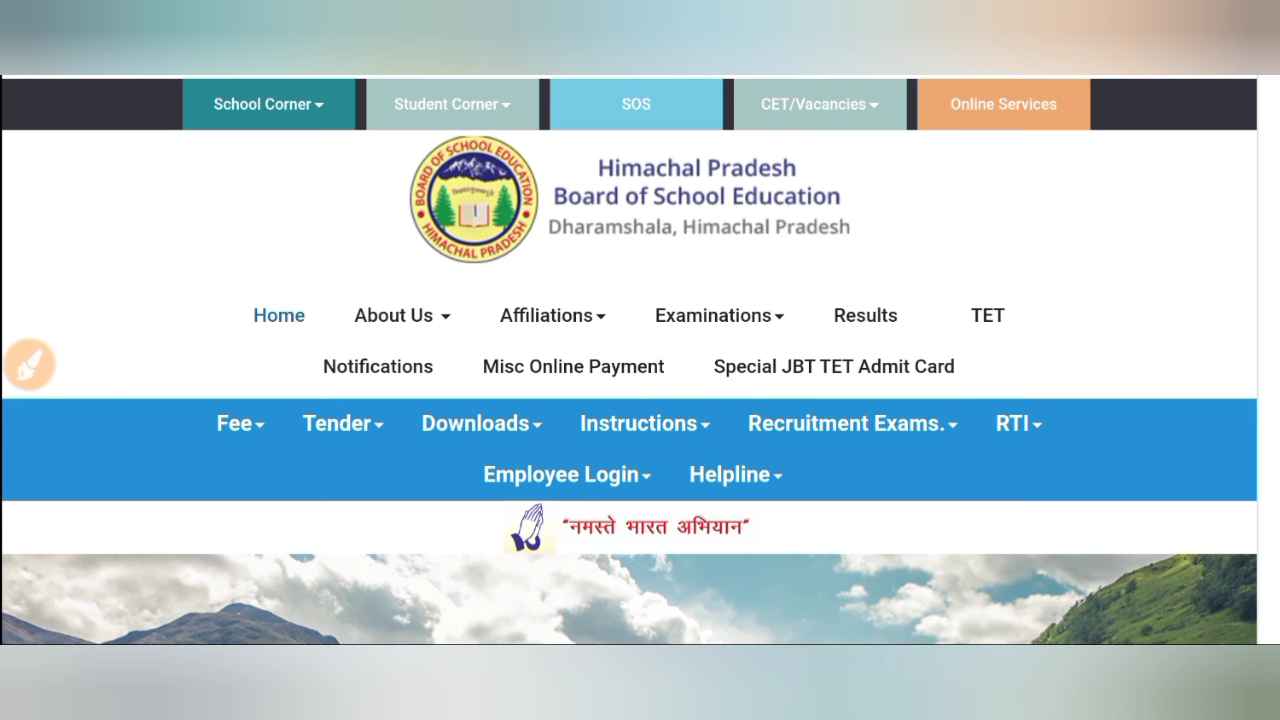 School Corner
Student Corner
SOS
CET/Vacancies
Online Services
BOARD OF SCHOOL EDUCATION
HIMACHAL PRADESH
Himachal Pradesh
Board of School Education
Dharamshala, Himachal Pradesh
Home
About Us
Affiliations
Examinations
Results
TET
Notifications
Misc Online Payment
Special JBT TET Admit Card
Fee
Tender
Downloads
Instructions
Recruitment Exams.
RTI
Employee Login
Helpline
“नमस्ते भारत अभियान”